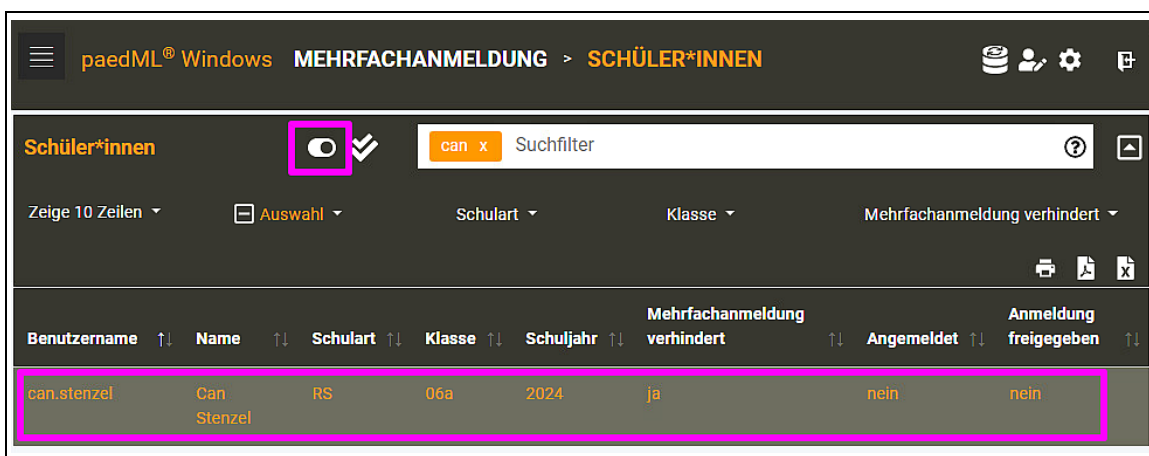 paedML® Windows MEHRFACHANMELDUNG > SCHÜLER*INNEN
Schüler*innen can x Suchfilter
Zeige 10 Zeilen Auswahl Schulart Klasse Mehrfachanmeldung verhindert
Benutzername Name Schulart Klasse Schuljahr Mehrfachanmeldung verhindert Angemeldet Anmeldung freigegeben
can.stenzel Can Stenzel RS 06a 2024 ja nein nein